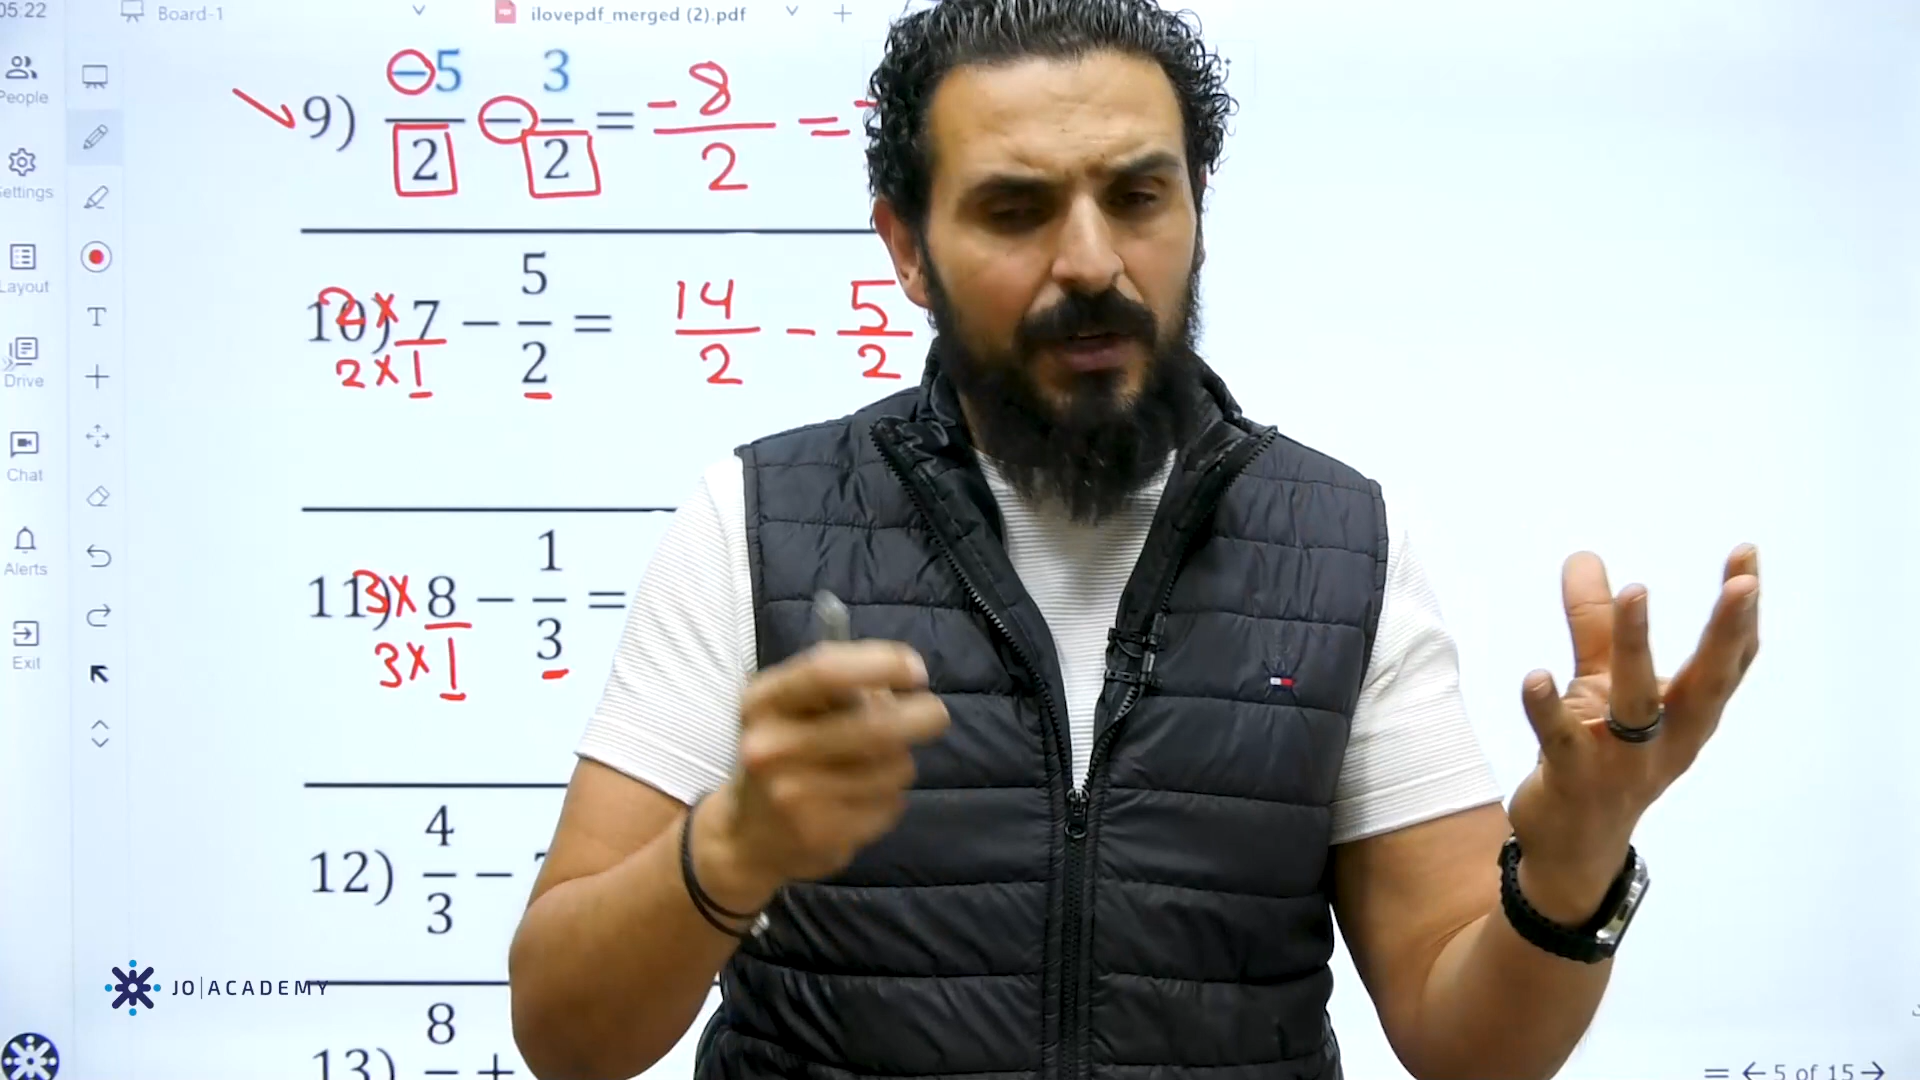 05:22 Board-1 ilovepdf_merged (2).pdf
People
Settings
Layout
Drive
Chat
Alerts
Exit
T
9) -5/2 - 3/2 = -8/2 =
10) 7 - 5/2 = 14/2 - 5/2
2×
2×1
11) 8 - 1/3 =
3×
3×1
12) 4/3 -
13) 8 +
JO|ACADEMY
5 of 15